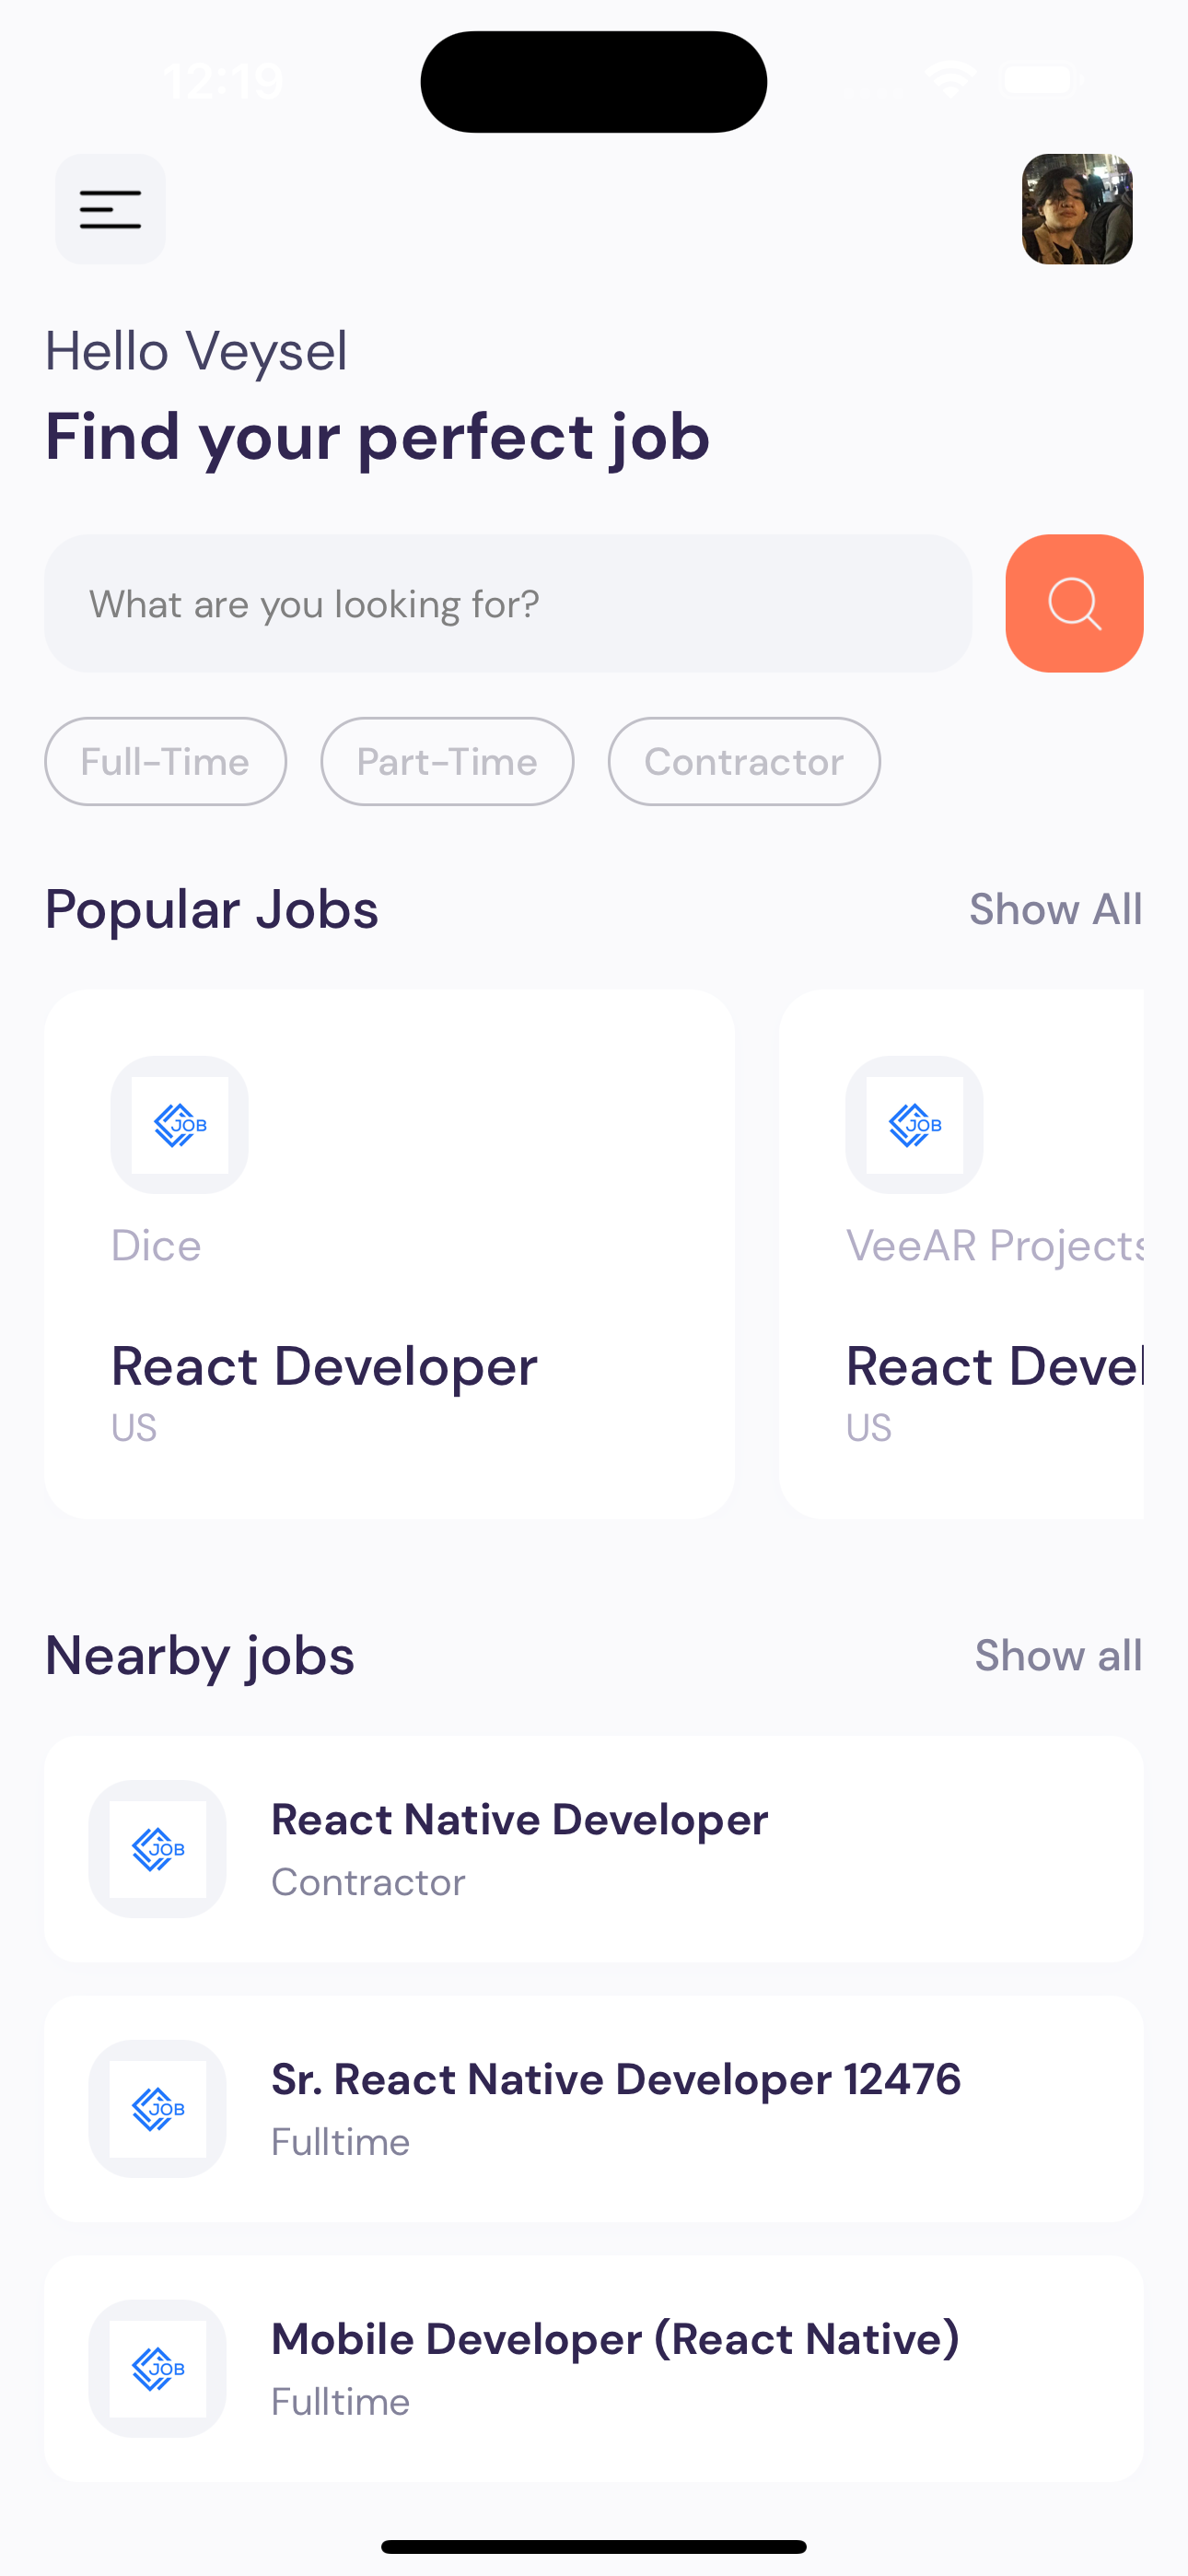 12:19
Hello Veysel
Find your perfect job
What are you looking for?
Full-Time Part-Time Contractor
Popular Jobs Show All
JOB JOB
Dice VeeAR Projects
React Developer React Devel
US US
Nearby jobs Show all
JOB
React Native Developer
Contractor
JOB
Sr. React Native Developer 12476
Fulltime
JOB
Mobile Developer (React Native)
Fulltime